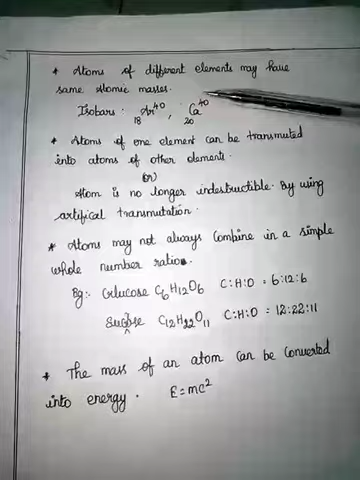 * Atoms of different elements may have
same atomic masses.
Isobars : ₁₈Ar⁴⁰, ₂₀Ca⁴⁰
* Atoms of one element can be transmuted
into atoms of other elements.
(or)
Atom is no longer indestructible. By using
artifical transmutation.
* Atoms may not always combine in a simple
whole number ratio.
Eg:- Glucose C₆H₁₂O₆ C:H:O = 6:12:6
Sucrose C₁₂H₂₂O₁₁ C:H:O = 12:22:11
* The mass of an atom can be converted
into energy. E=mc²